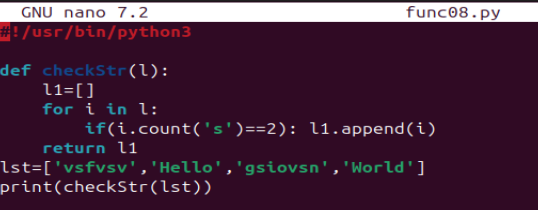 GNU nano 7.2 func08.py
#!/usr/bin/python3
def checkStr(l):
    l1=[]
    for i in l:
        if(i.count('s')==2): l1.append(i)
    return l1
lst=['vsfvsv','Hello','gsiovsn','World']
print(checkStr(lst))